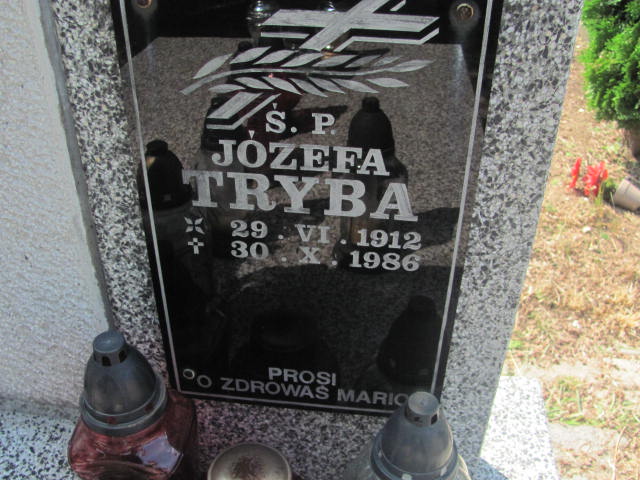 Ś. P.
JÓZEFA
TRYBA
29 . VI . 1912
30 . X . 1986
PROSI
O ZDROWAŚ MARIO